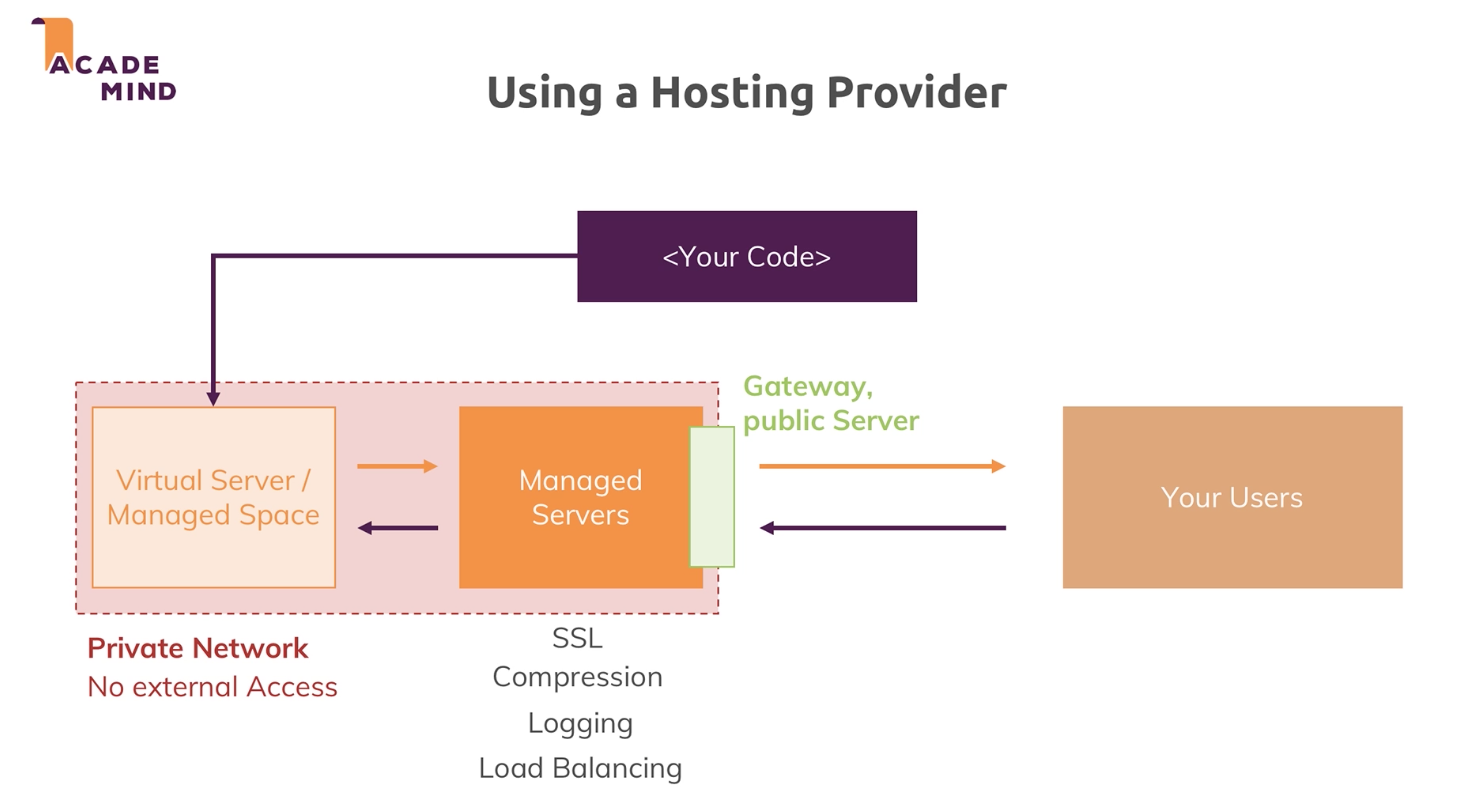 ACADE
MIND
Using a Hosting Provider
<Your Code>
Gateway,
public Server
Virtual Server /
Managed Space
Managed
Servers
Your Users
Private Network
No external Access
SSL
Compression
Logging
Load Balancing